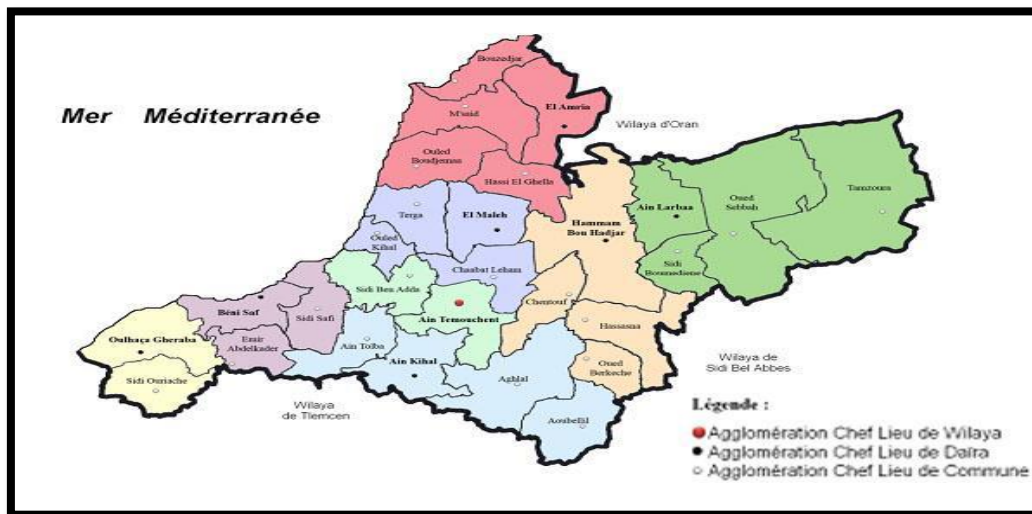 Bouzedjar
Mer Méditerranée
M'said
El Amria
Wilaya d'Oran
Ouled
Boudjemaa
Hassi El Ghella
Terga
El Maleh
Hammam
Bou Hadjar
Ain Larbaa
Oued
Sebbah
Tamzoura
Ouled
Kihal
Sidi
Boumediene
Chaabat Leham
Sidi Ben Adda
Chentouf
Béni Saf
Sidi Safi
Ain Temouchent
Hassasna
Oulhaça Gheraba
Emir
Abdelkader
Ain Tolba
Ain Kihal
Oued
Berkeche
Wilaya de
Sidi Bel Abbes
Sidi Ouriache
Aghlal
Wilaya
de Tlemcen
Aoubellil
Légende :
Agglomération Chef Lieu de Wilaya
Agglomération Chef Lieu de Daïra
Agglomération Chef Lieu de Commune